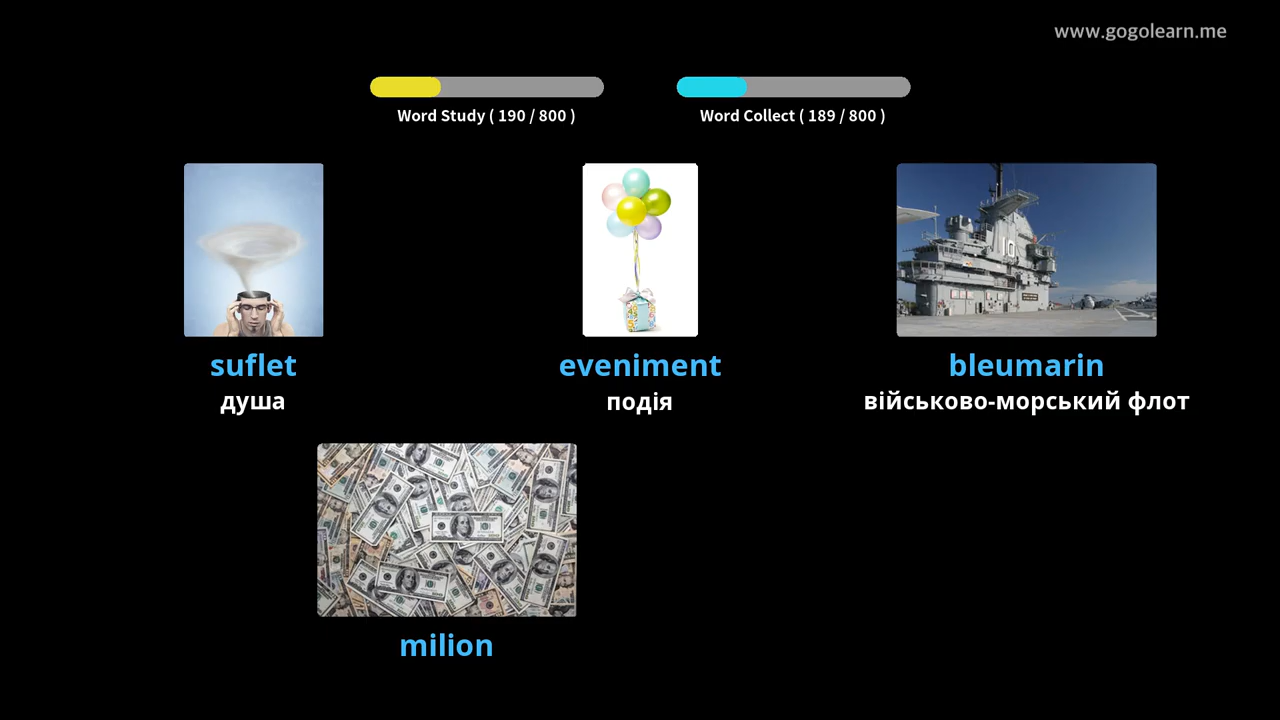 www.gogolearn.me
Word Study ( 190 / 800 )
Word Collect ( 189 / 800 )
suflet
eveniment
bleumarin
душа
подія
військово-морський флот
milion